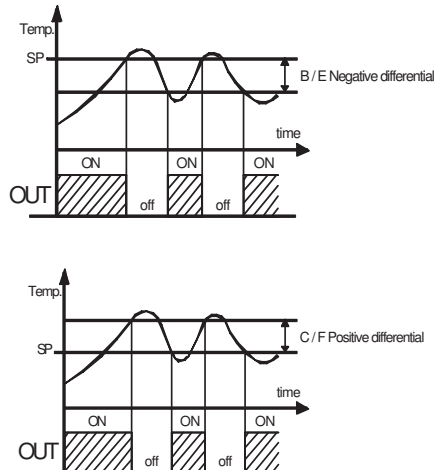 Temp.
SP
B / E Negative differential
time
ON ON ON
OUT
off off
Temp.
C / F Positive differential
SP
time
ON ON ON
OUT
off off